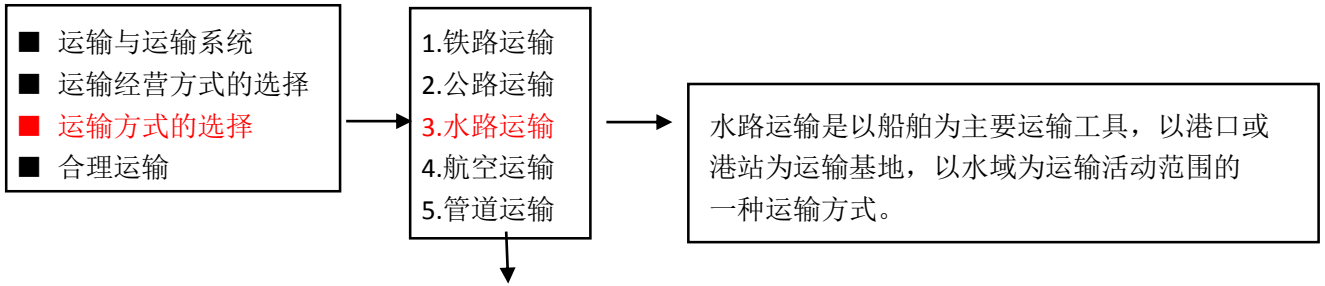 ■ 运输与运输系统
■ 运输经营方式的选择
■ 运输方式的选择
■ 合理运输
1.铁路运输
2.公路运输
3.水路运输
4.航空运输
5.管道运输
水路运输是以船舶为主要运输工具，以港口或
港站为运输基地，以水域为运输活动范围的
一种运输方式。